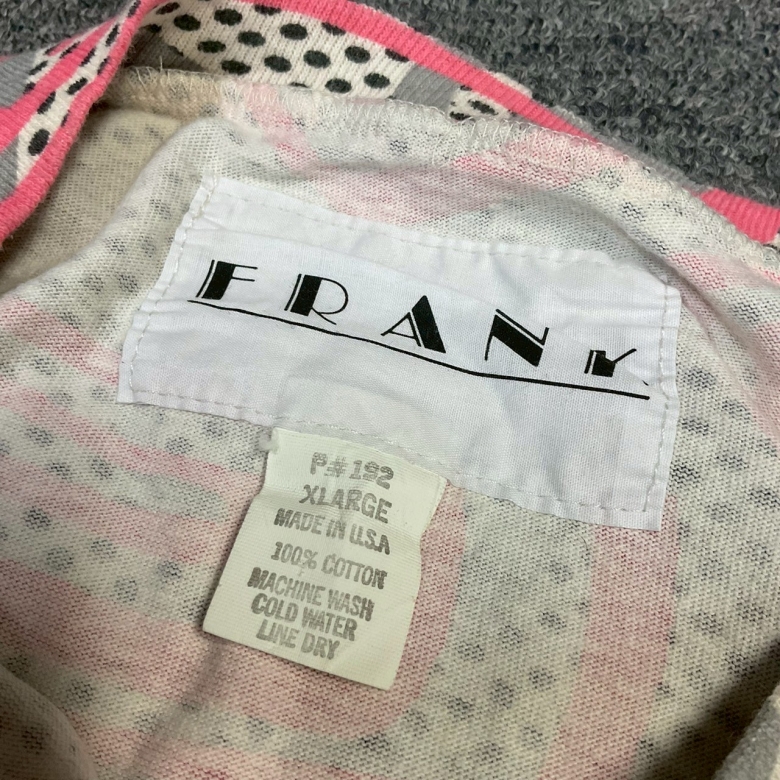 FRANK
P# 192
XLARGE
MADE IN U.S.A
100% COTTON
MACHINE WASH
COLD WATER
LINE DRY